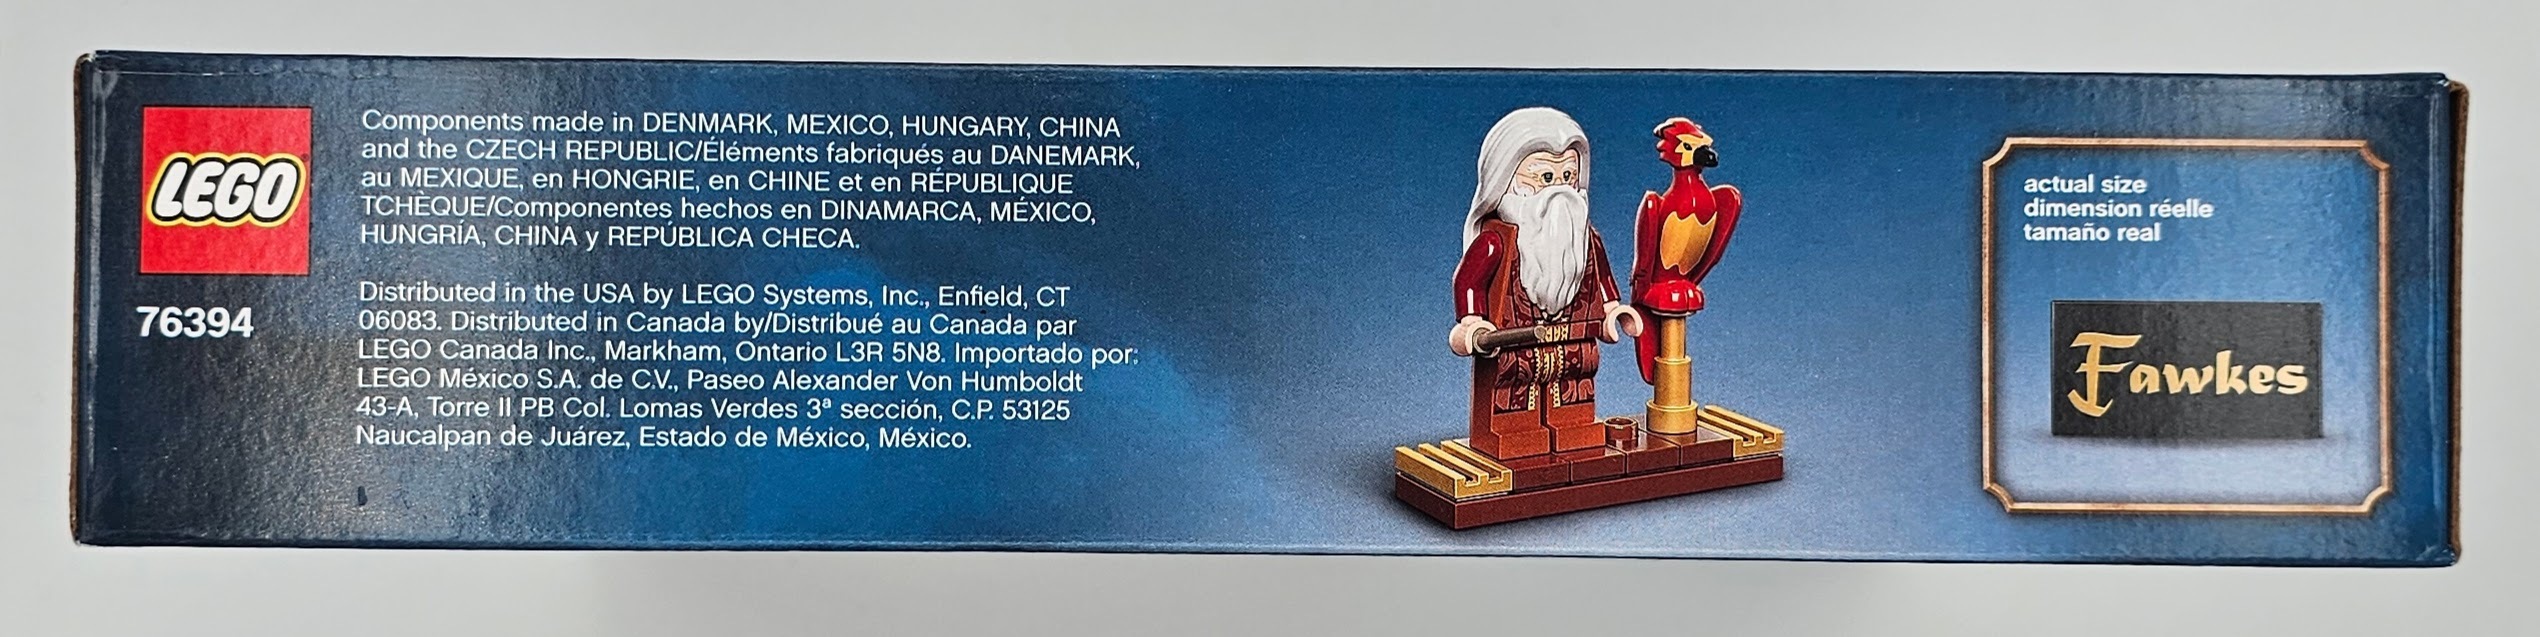 LEGO
76394
Components made in DENMARK, MEXICO, HUNGARY, CHINA
and the CZECH REPUBLIC/Éléments fabriqués au DANEMARK,
au MEXIQUE, en HONGRIE, en CHINE et en RÉPUBLIQUE
TCHÈQUE/Componentes hechos en DINAMARCA, MÉXICO,
HUNGRÍA, CHINA y REPÚBLICA CHECA.
Distributed in the USA by LEGO Systems, Inc., Enfield, CT
06083. Distributed in Canada by/Distribué au Canada par
LEGO Canada Inc., Markham, Ontario L3R 5N8. Importado por:
LEGO México S.A. de C.V., Paseo Alexander Von Humboldt
43-A, Torre II PB Col. Lomas Verdes 3ª sección, C.P. 53125
Naucalpan de Juárez, Estado de México, México.
actual size
dimension réelle
tamaño real
Fawkes